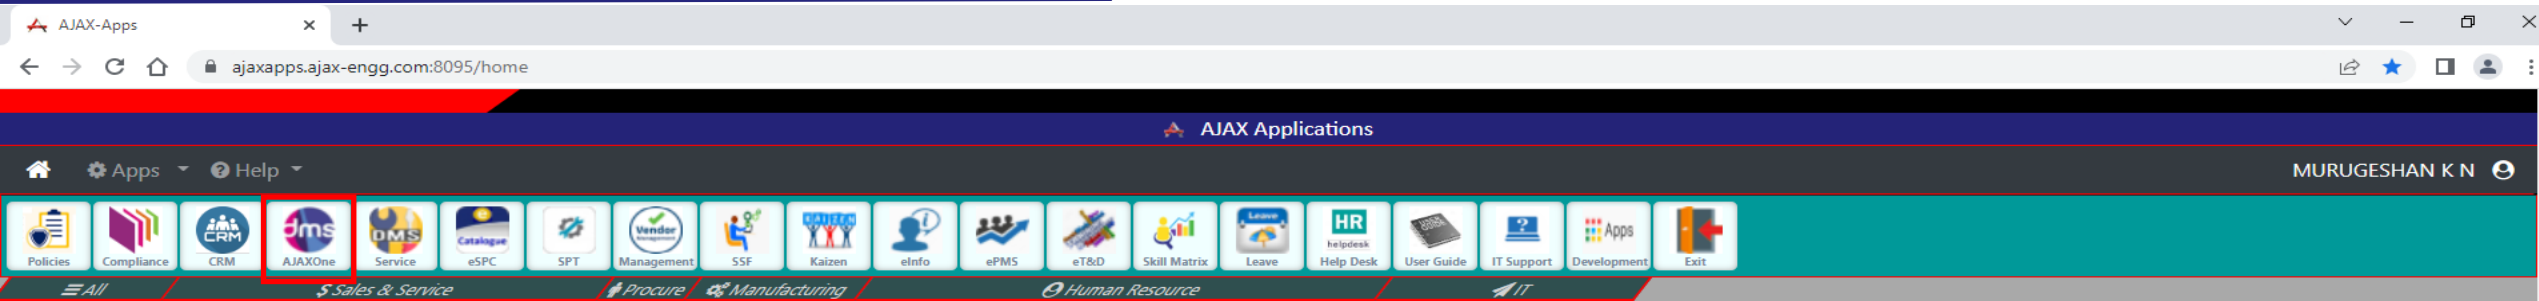 AJAX-Apps
ajaxapps.ajax-engg.com:8095/home
AJAX Applications
Apps Help MURUGESHAN K N
CRM dms DMS e Catalogue Vendor Management KAIZEN i Leave HR helpdesk ? Apps
Policies Compliance CRM AJAXOne Service eSPC SPT Management SSF Kaizen eInfo ePMS eT&D Skill Matrix Leave Help Desk User Guide IT Support Development Exit
All $ Sales & Service Procure Manufacturing Human Resource IT